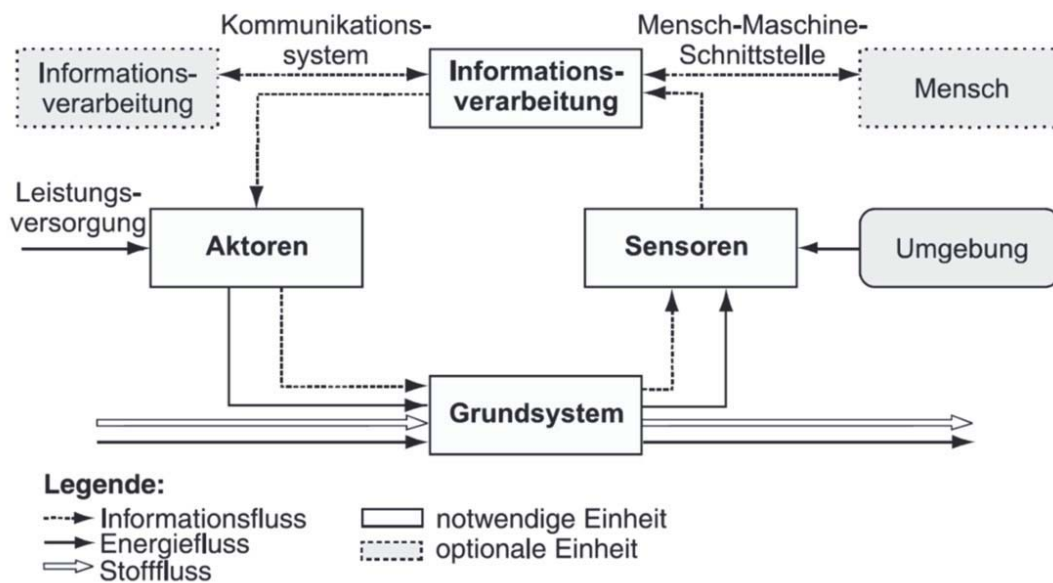 Kommunikations-
system
Mensch-Maschine-
Schnittstelle
Informations-
verarbeitung
Informations-
verarbeitung
Mensch
Leistungs-
versorgung
Aktoren
Sensoren
Umgebung
Grundsystem
Legende:
Informationsfluss
Energiefluss
Stofffluss
notwendige Einheit
optionale Einheit